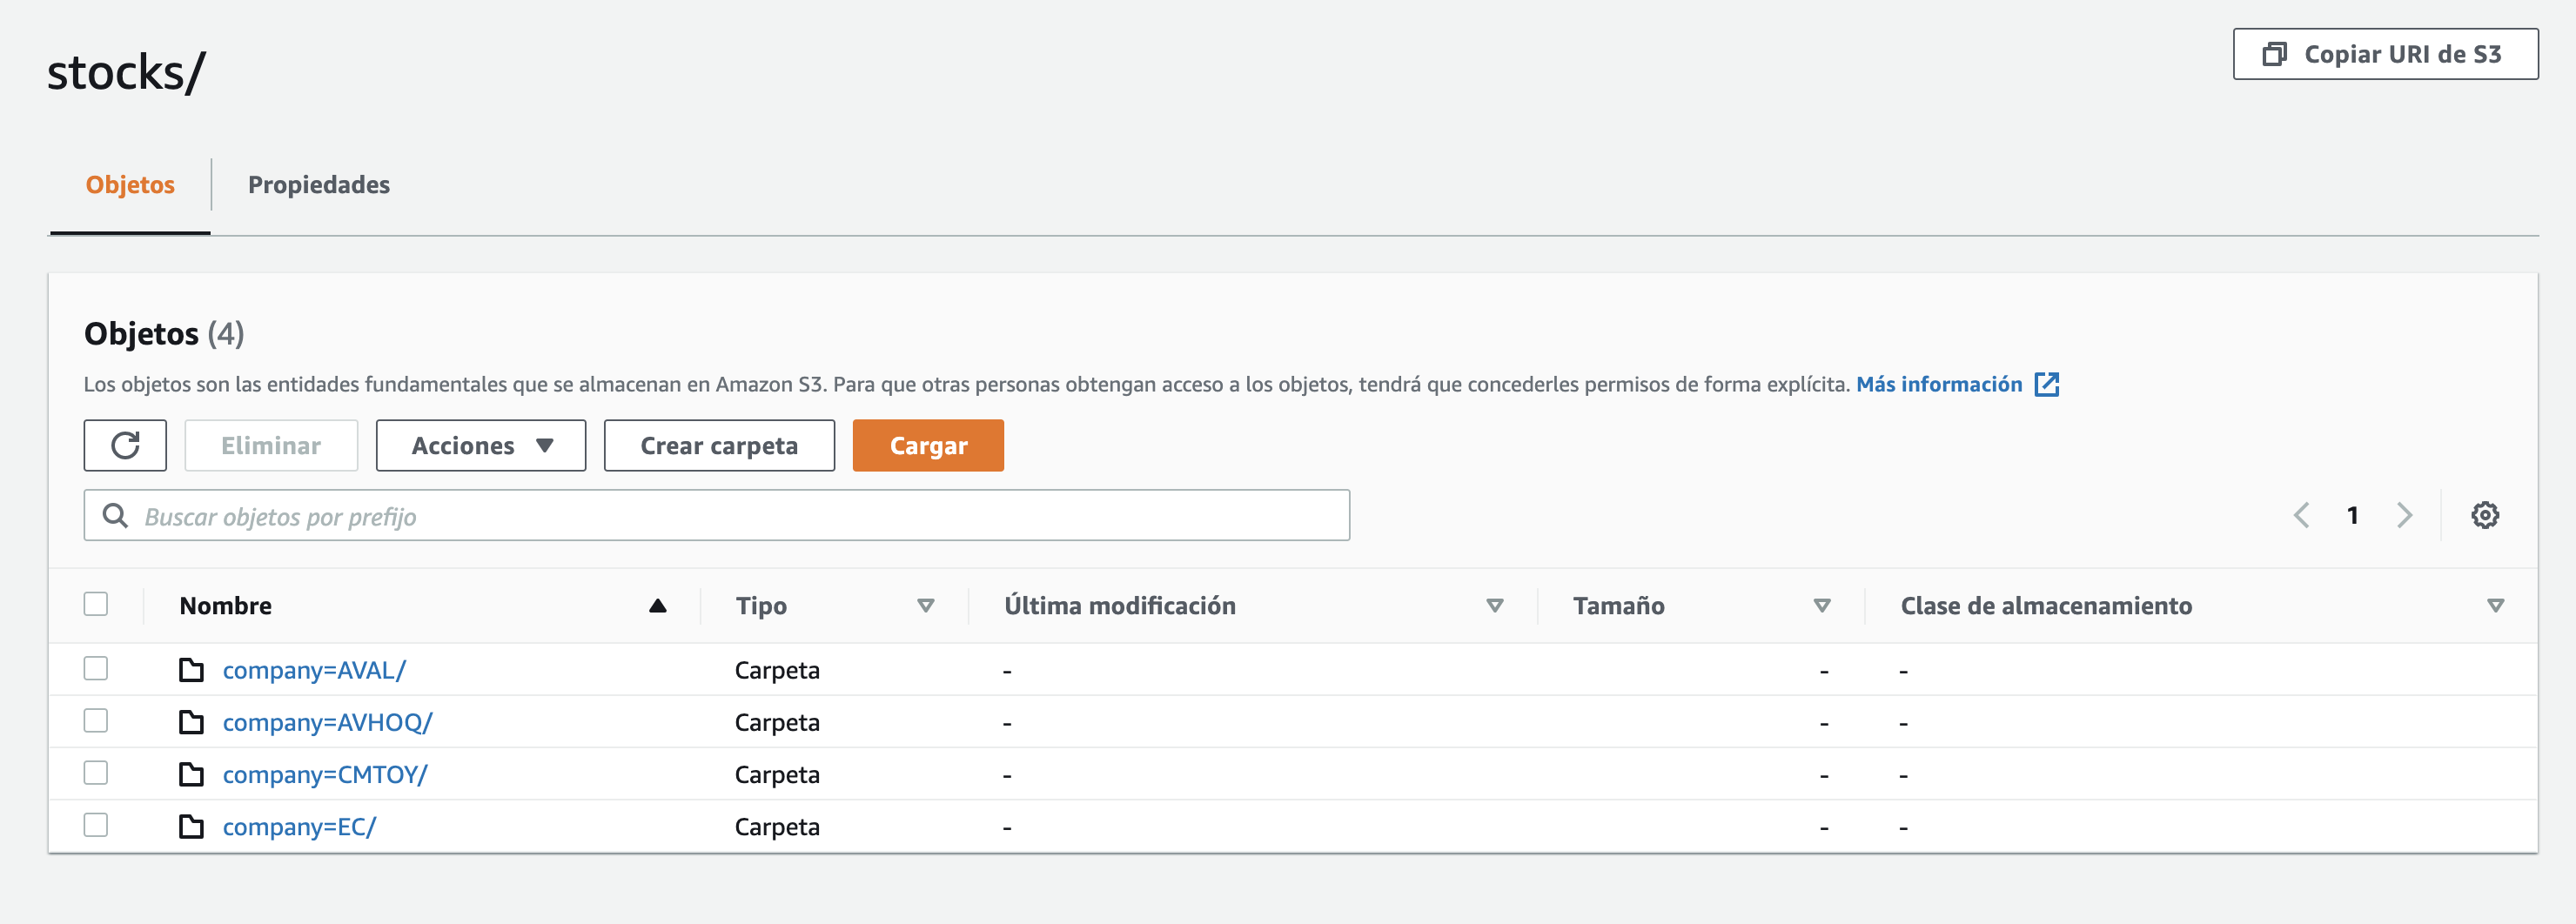 stocks/
Copiar URI de S3
Objetos
Propiedades
Objetos (4)
Los objetos son las entidades fundamentales que se almacenan en Amazon S3. Para que otras personas obtengan acceso a los objetos, tendrá que concederles permisos de forma explícita. Más información
Eliminar
Acciones
Crear carpeta
Cargar
Buscar objetos por prefijo
1
Nombre Tipo Última modificación Tamaño Clase de almacenamiento
company=AVAL/ Carpeta - - -
company=AVHOQ/ Carpeta - - -
company=CMTOY/ Carpeta - - -
company=EC/ Carpeta - - -